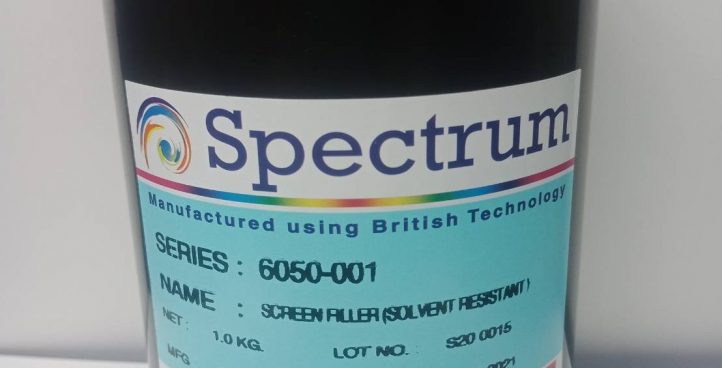 Spectrum
Manufactured using British Technology
SERIES : 6050-001
NAME : SCREEN FILLER (SOLVENT RESISTANT)
NET : 1.0 KG. LOT NO. : S20 0015
MFG 2021